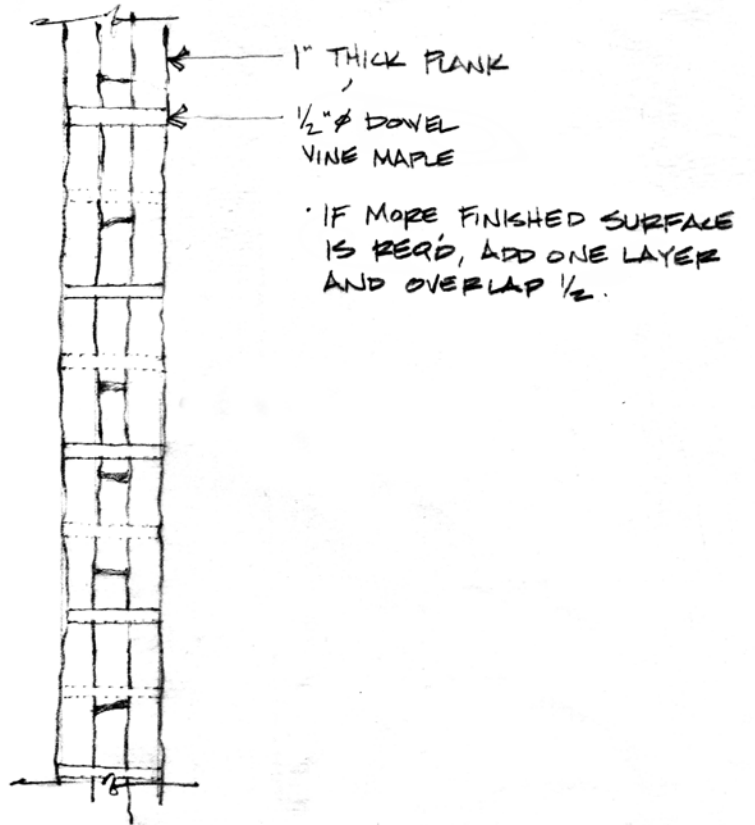 1" THICK PLANK
1/2"ø DOWEL
VINE MAPLE
· IF MORE FINISHED SURFACE
IS REQ'D, ADD ONE LAYER
AND OVERLAP 1/2.